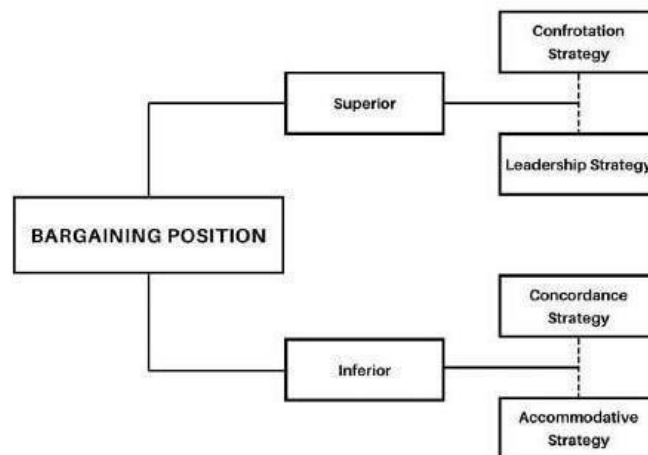 Confrotation
Strategy
Superior
Leadership Strategy
BARGAINING POSITION
Concordance
Strategy
Inferior
Accommodative
Strategy